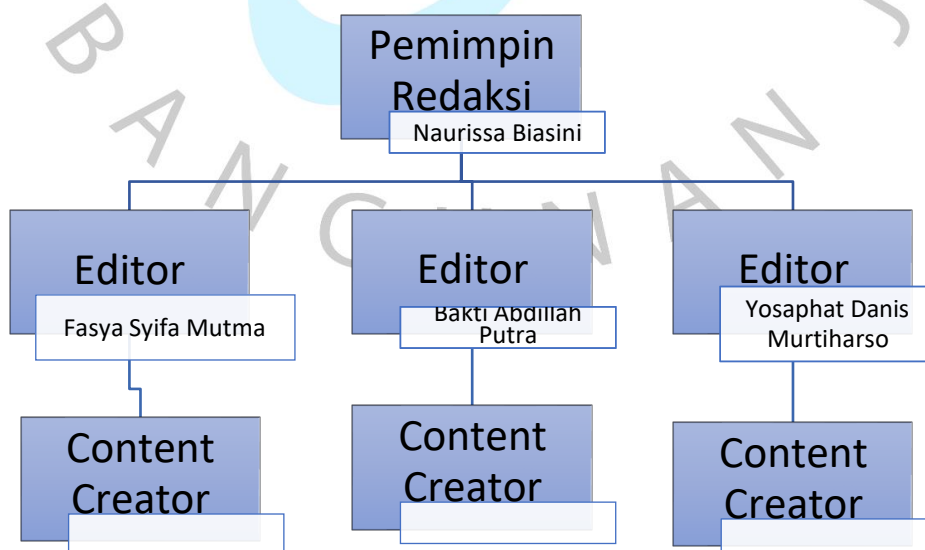 Pemimpin
Redaksi
Naurissa Biasini
Editor
Fasya Syifa Mutma
Editor
Bakti Abdillah
Putra
Editor
Yosaphat Danis
Murtiharso
Content
Creator
Content
Creator
Content
Creator